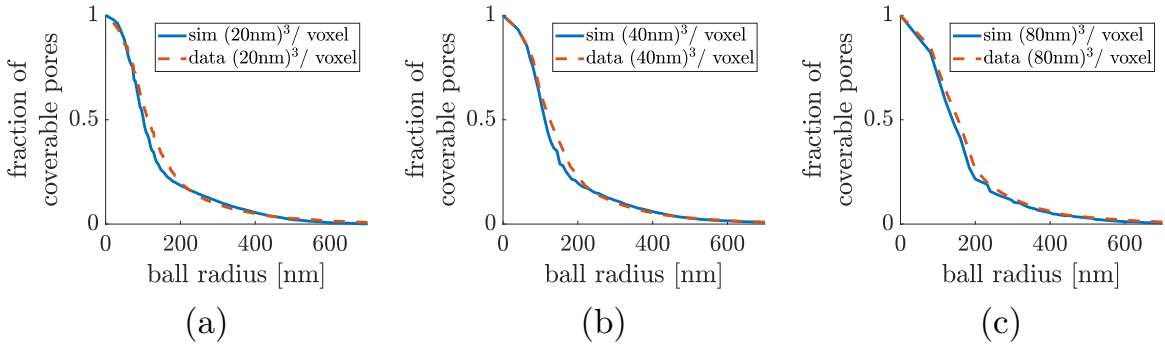 fraction of
coverable pores
1
0.5
0
sim (20nm)³/ voxel
data (20nm)³/ voxel
0 200 400 600
ball radius [nm]
(a)
fraction of
coverable pores
1
0.5
0
sim (40nm)³/ voxel
data (40nm)³/ voxel
0 200 400 600
ball radius [nm]
(b)
fraction of
coverable pores
1
0.5
0
sim (80nm)³/ voxel
data (80nm)³/ voxel
0 200 400 600
ball radius [nm]
(c)